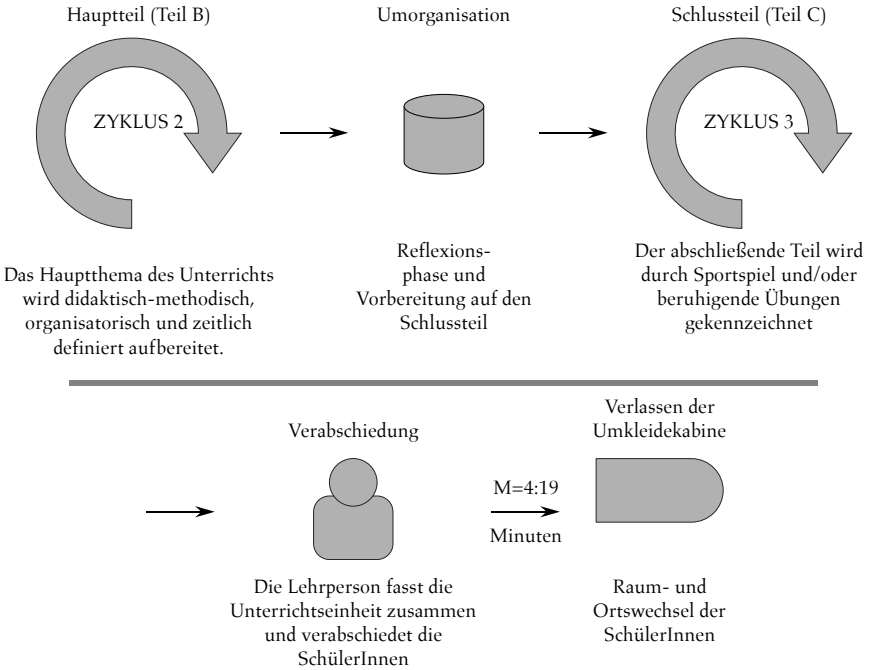 Hauptteil (Teil B)
Umorganisation
Schlussteil (Teil C)
ZYKLUS 2
ZYKLUS 3
Das Hauptthema des Unterrichts
wird didaktisch-methodisch,
organisatorisch und zeitlich
definiert aufbereitet.
Reflexions-
phase und
Vorbereitung auf den
Schlussteil
Der abschließende Teil wird
durch Sportspiel und/oder
beruhigende Übungen
gekennzeichnet
Verabschiedung
M=4:19
Minuten
Verlassen der
Umkleidekabine
Die Lehrperson fasst die
Unterrichtseinheit zusammen
und verabschiedet die
SchülerInnen
Raum- und
Ortswechsel der
SchülerInnen